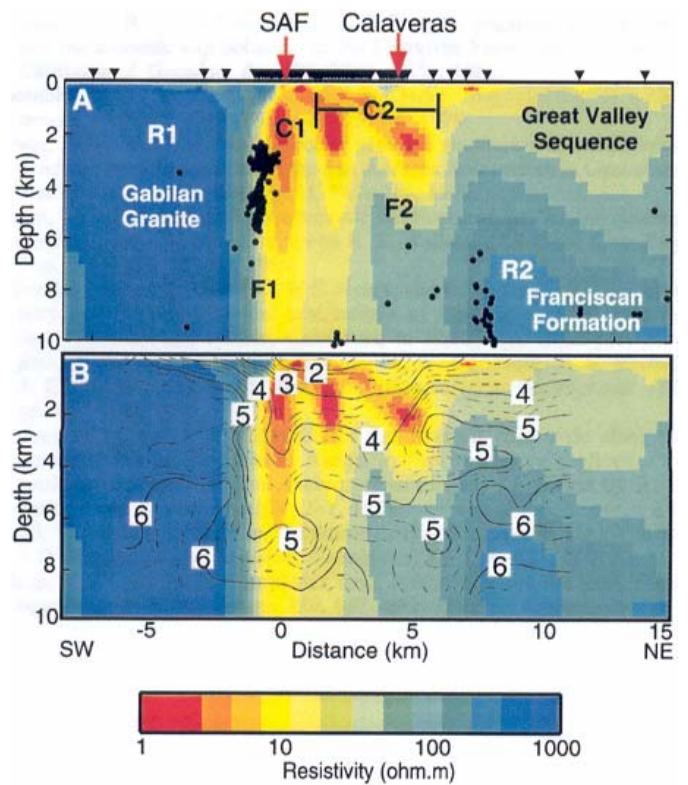 SAF Calaveras
0
A
C1
C2
R1
Great Valley
Sequence
2
Depth (km)
4
Gabilan
Granite
F2
6
F1
R2
8
Franciscan
Formation
10
B
2
3
4
4
5
2
4
5
5
Depth (km)
4
5
6
6
5
5
6
8
6
6
10
-5 0 5 10 15
SW Distance (km) NE
1 10 100 1000
Resistivity (ohm.m)